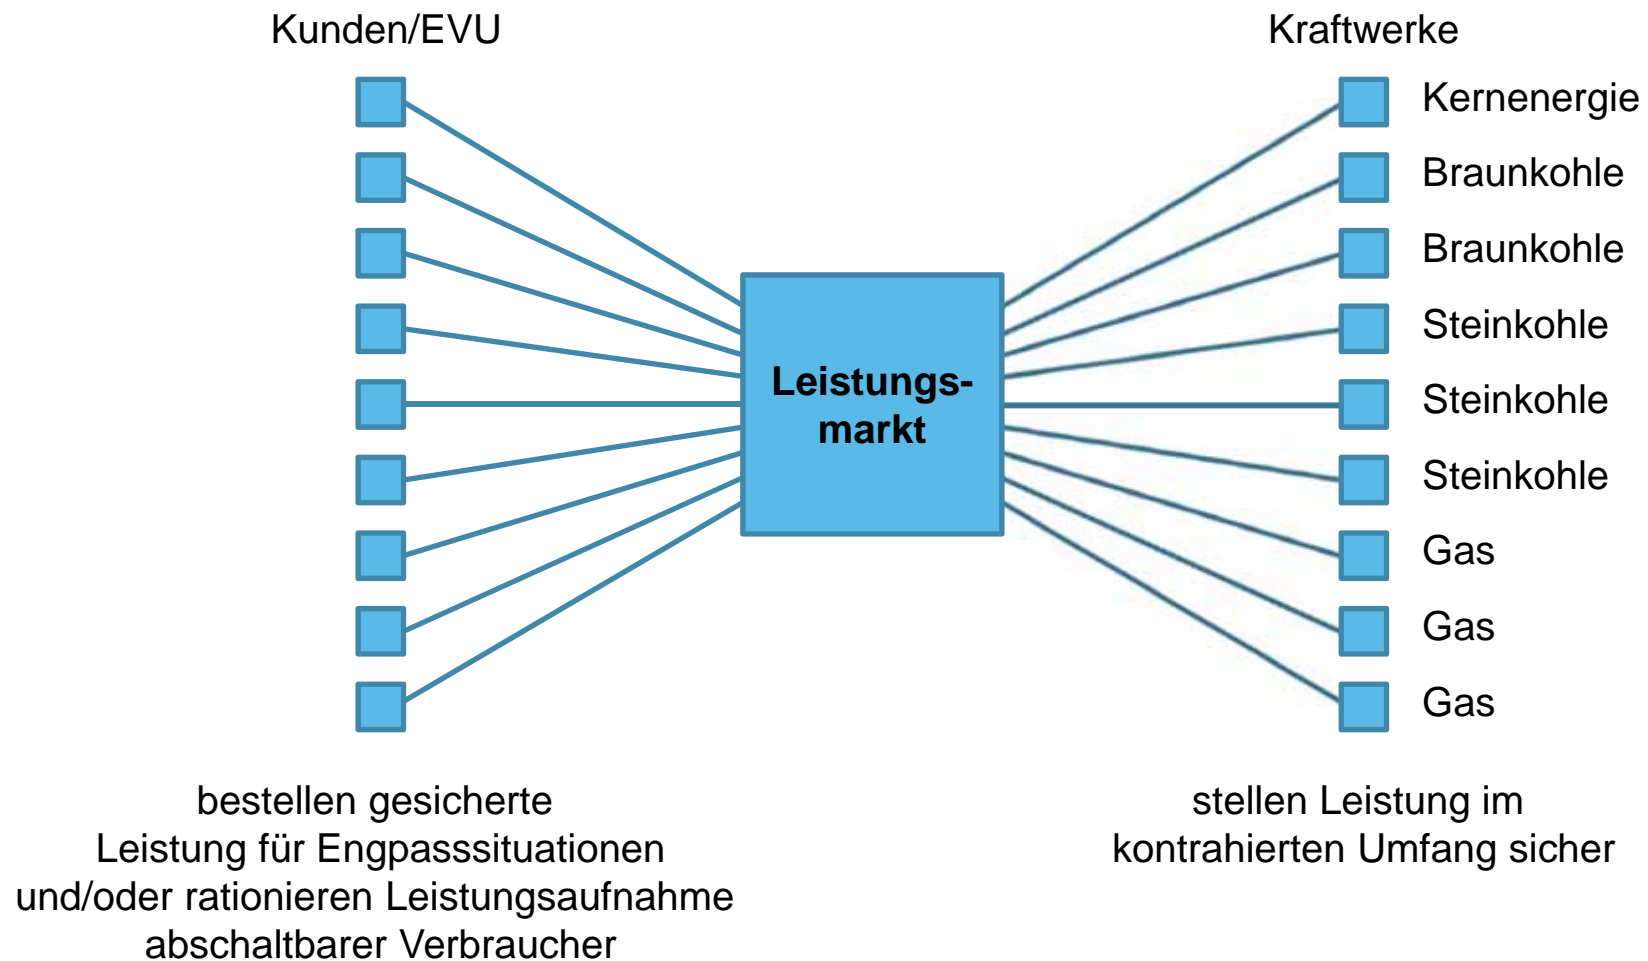 Kunden/EVU
Kraftwerke
Kernenergie
Braunkohle
Braunkohle
Steinkohle
Steinkohle
Steinkohle
Gas
Gas
Gas
Leistungs-
markt
bestellen gesicherte
Leistung für Engpasssituationen
und/oder rationieren Leistungsaufnahme
abschaltbarer Verbraucher
stellen Leistung im
kontrahierten Umfang sicher